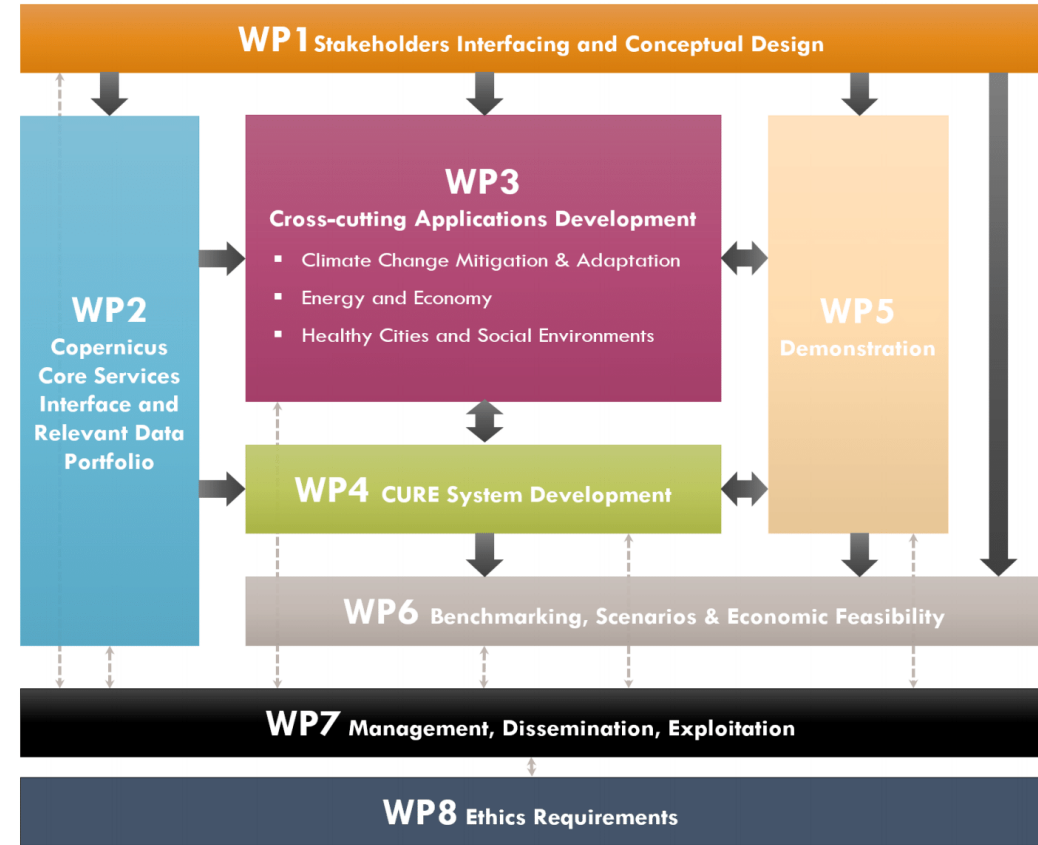 WP1 Stakeholders Interfacing and Conceptual Design
WP2
Copernicus
Core Services
Interface and
Relevant Data
Portfolio
WP3
Cross-cutting Applications Development
▪ Climate Change Mitigation & Adaptation
▪ Energy and Economy
▪ Healthy Cities and Social Environments
WP5
Demonstration
WP4 CURE System Development
WP6 Benchmarking, Scenarios & Economic Feasibility
WP7 Management, Dissemination, Exploitation
WP8 Ethics Requirements